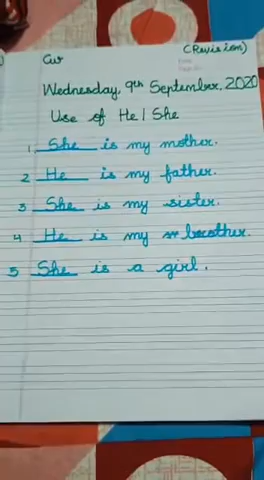 (Revision)
CW
Wednesday, 9th September, 2020
Use of He / She
1. She is my mother.
2 He is my father.
3 She is my sister.
4 He is my brother.
5 She is a girl.